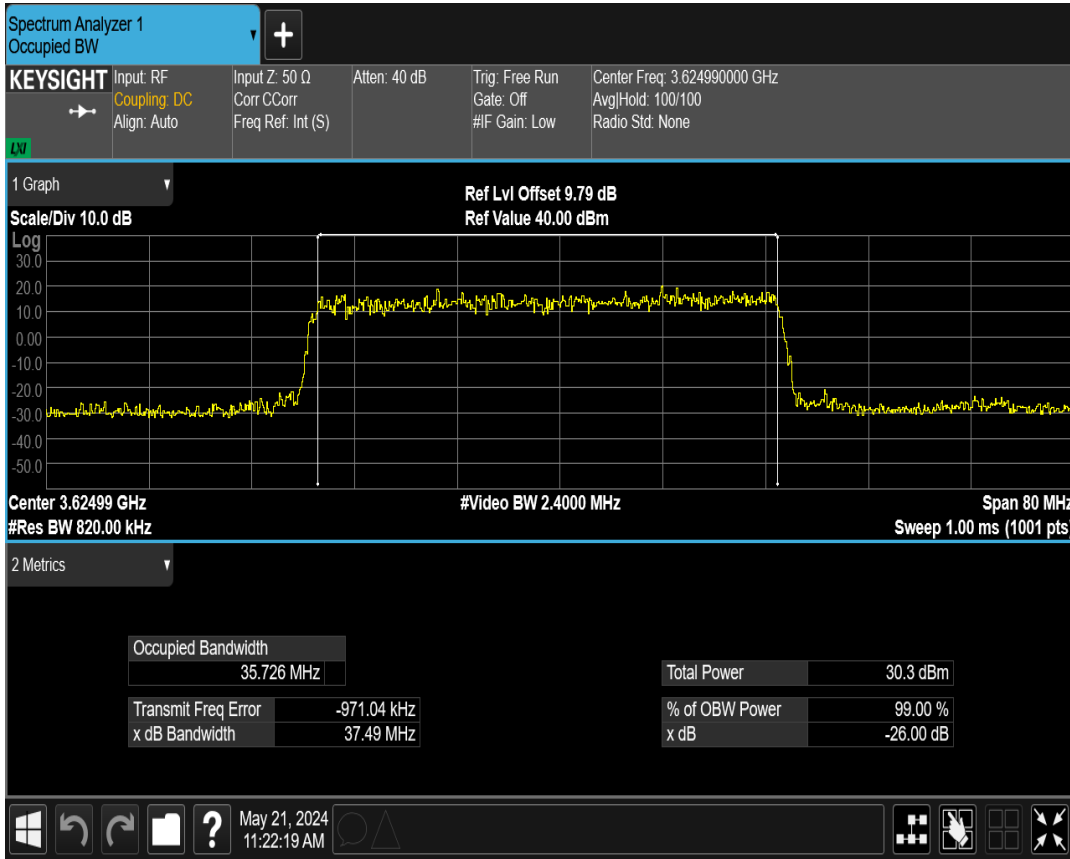 Spectrum Analyzer 1
Occupied BW
KEYSIGHT
LXI
Input: RF
Coupling: DC
Align: Auto
Input Z: 50 Ω
Corr CCorr
Freq Ref: Int (S)
Atten: 40 dB
Trig: Free Run
Gate: Off
#IF Gain: Low
Center Freq: 3.624990000 GHz
Avg|Hold: 100/100
Radio Std: None
1 Graph
Scale/Div 10.0 dB
Ref Lvl Offset 9.79 dB
Ref Value 40.00 dBm
Log
30.0
20.0
10.0
0.00
-10.0
-20.0
-30.0
-40.0
-50.0
Center 3.62499 GHz
#Video BW 2.4000 MHz
Span 80 MHz
#Res BW 820.00 kHz
Sweep 1.00 ms (1001 pts)
2 Metrics
Occupied Bandwidth
35.726 MHz
Transmit Freq Error -971.04 kHz
x dB Bandwidth 37.49 MHz
Total Power 30.3 dBm
% of OBW Power 99.00 %
x dB -26.00 dB
May 21, 2024
11:22:19 AM